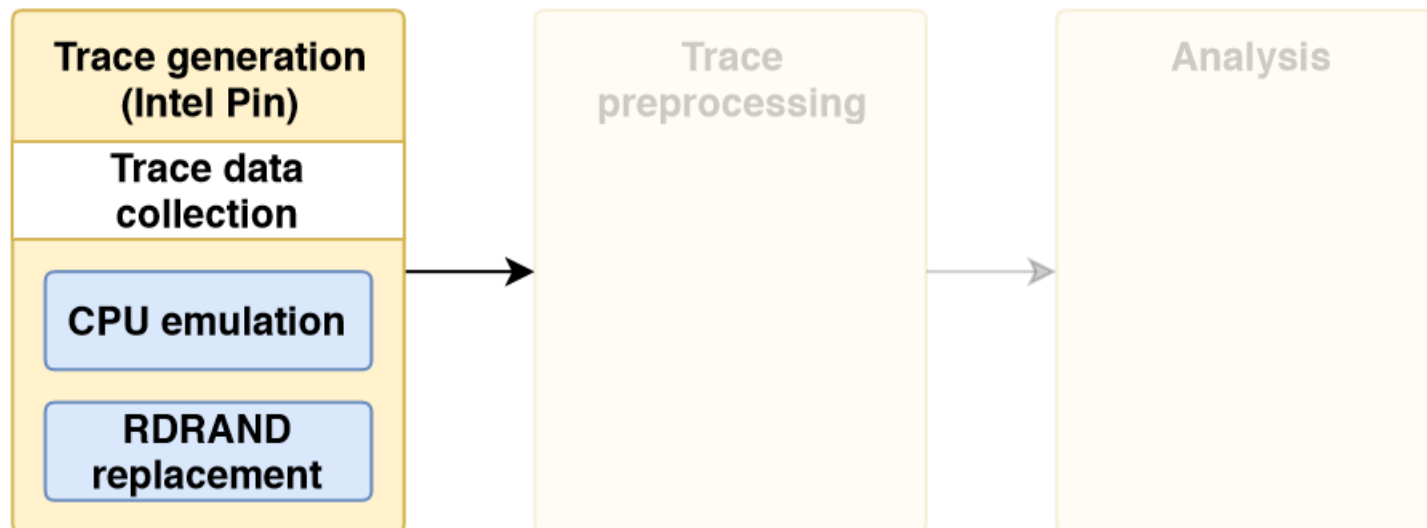 Trace generation
(Intel Pin)
Trace data
collection
CPU emulation
RDRAND
replacement
Trace
preprocessing
Analysis